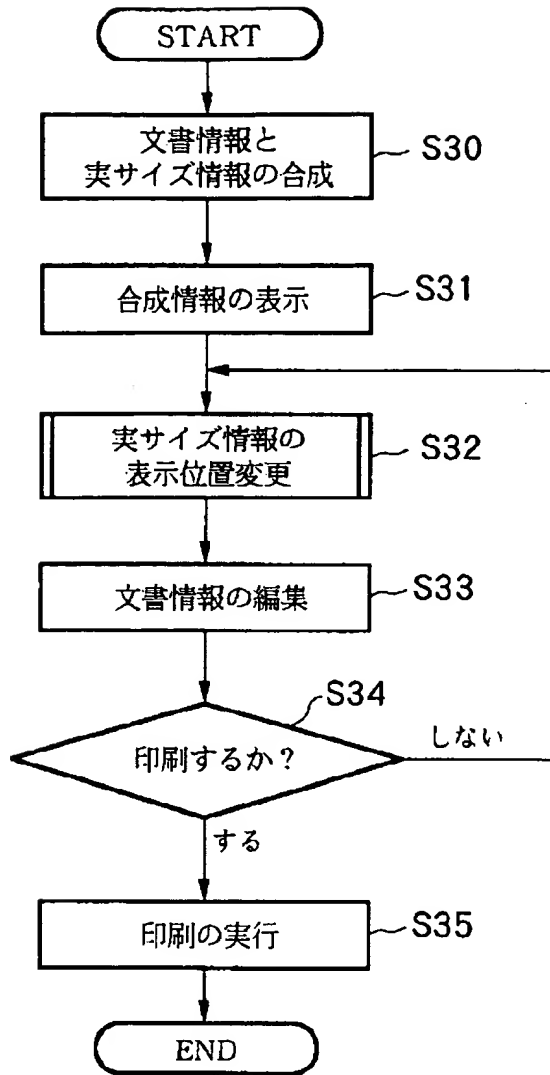 START
文書情報と
実サイズ情報の合成
S30
合成情報の表示
S31
実サイズ情報の
表示位置変更
S32
文書情報の編集
S33
S34
印刷するか？
しない
する
印刷の実行
S35
END